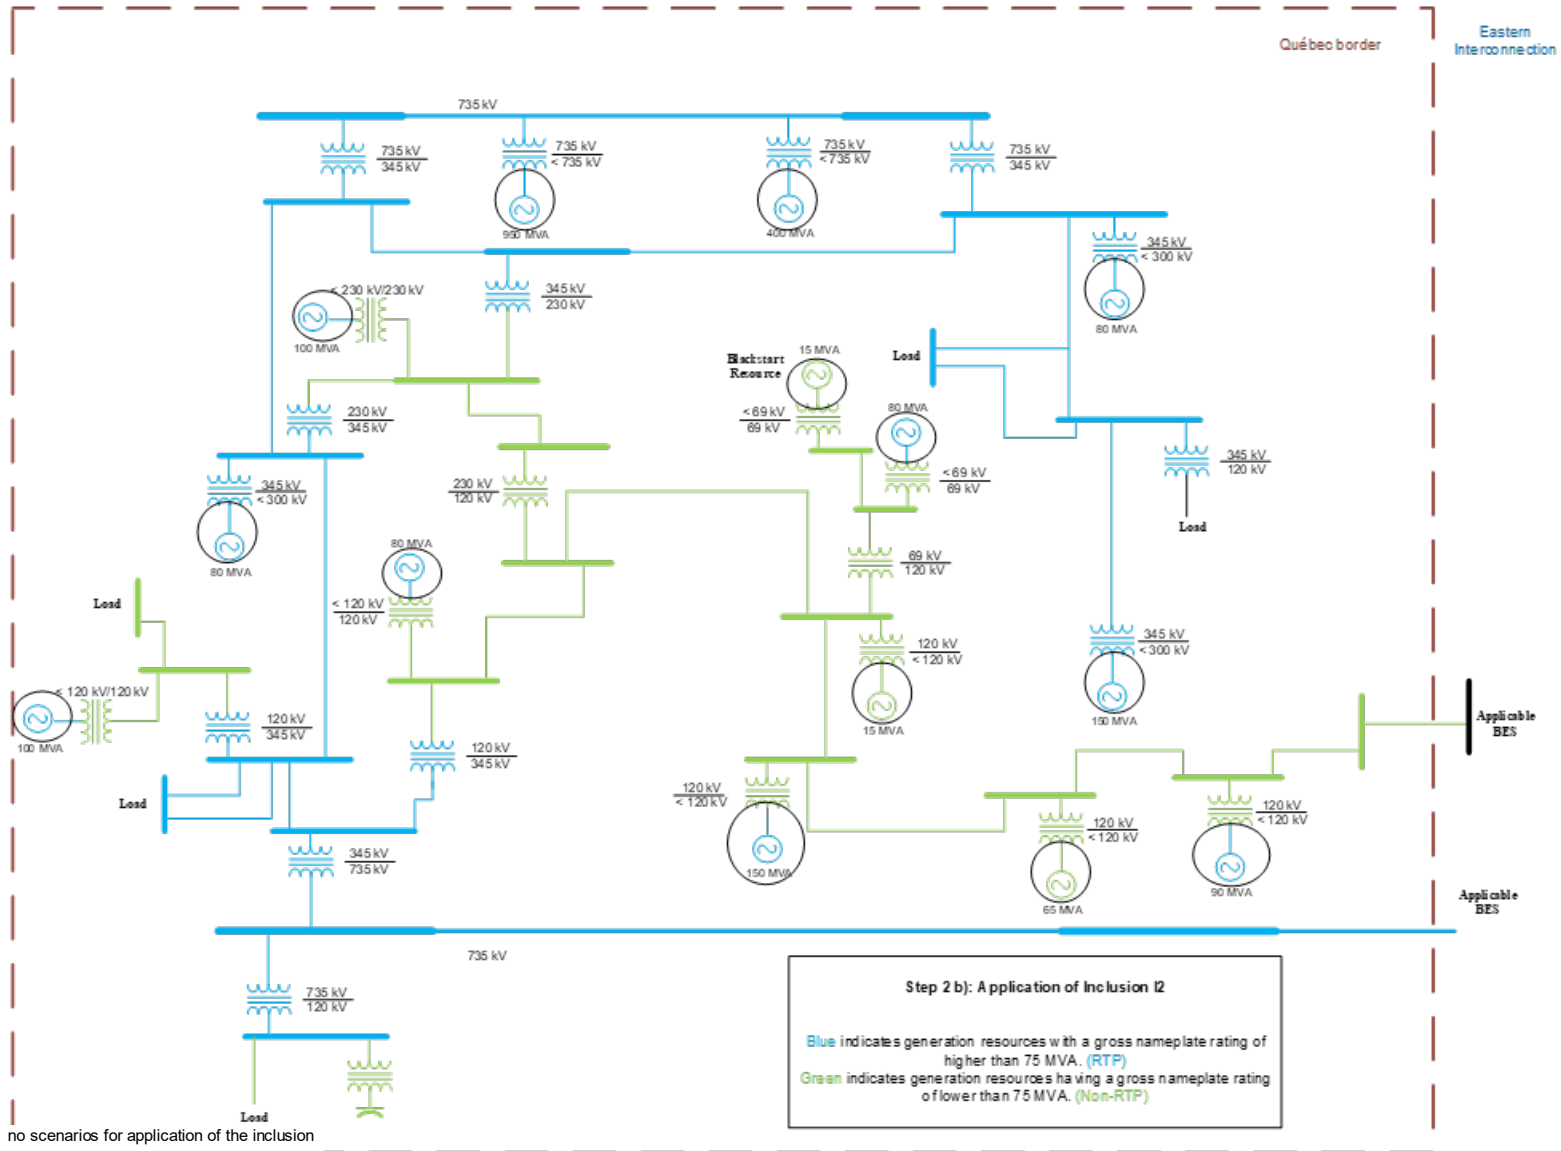 Québec border
Eastern
Interconnection
735 kV
735 kV
345 kV
735 kV
< 735 kV
735 kV
< 735 kV
735 kV
345 kV
950 MVA
400 MVA
345 kV
< 300 kV
80 MVA
< 230 kV/230 kV
100 MVA
345 kV
230 kV
Blackstart
Resource
15 MVA
Load
< 69 kV
69 kV
80 MVA
230 kV
345 kV
< 69 kV
69 kV
345 kV
120 kV
Load
345 kV
< 300 kV
80 MVA
230 kV
120 kV
80 MVA
69 kV
120 kV
Load
< 120 kV
120 kV
120 kV
< 120 kV
15 MVA
345 kV
< 300 kV
150 MVA
< 120 kV/120 kV
100 MVA
120 kV
345 kV
120 kV
345 kV
Applicable
BES
Load
120 kV
< 120 kV
150 MVA
120 kV
< 120 kV
65 MVA
120 kV
< 120 kV
90 MVA
345 kV
735 kV
Applicable
BES
735 kV
735 kV
120 kV
Load
Step 2 b): Application of Inclusion I2
Blue indicates generation resources with a gross nameplate rating of
higher than 75 MVA. (RTP)
Green indicates generation resources having a gross nameplate rating
of lower than 75 MVA. (Non-RTP)
no scenarios for application of the inclusion